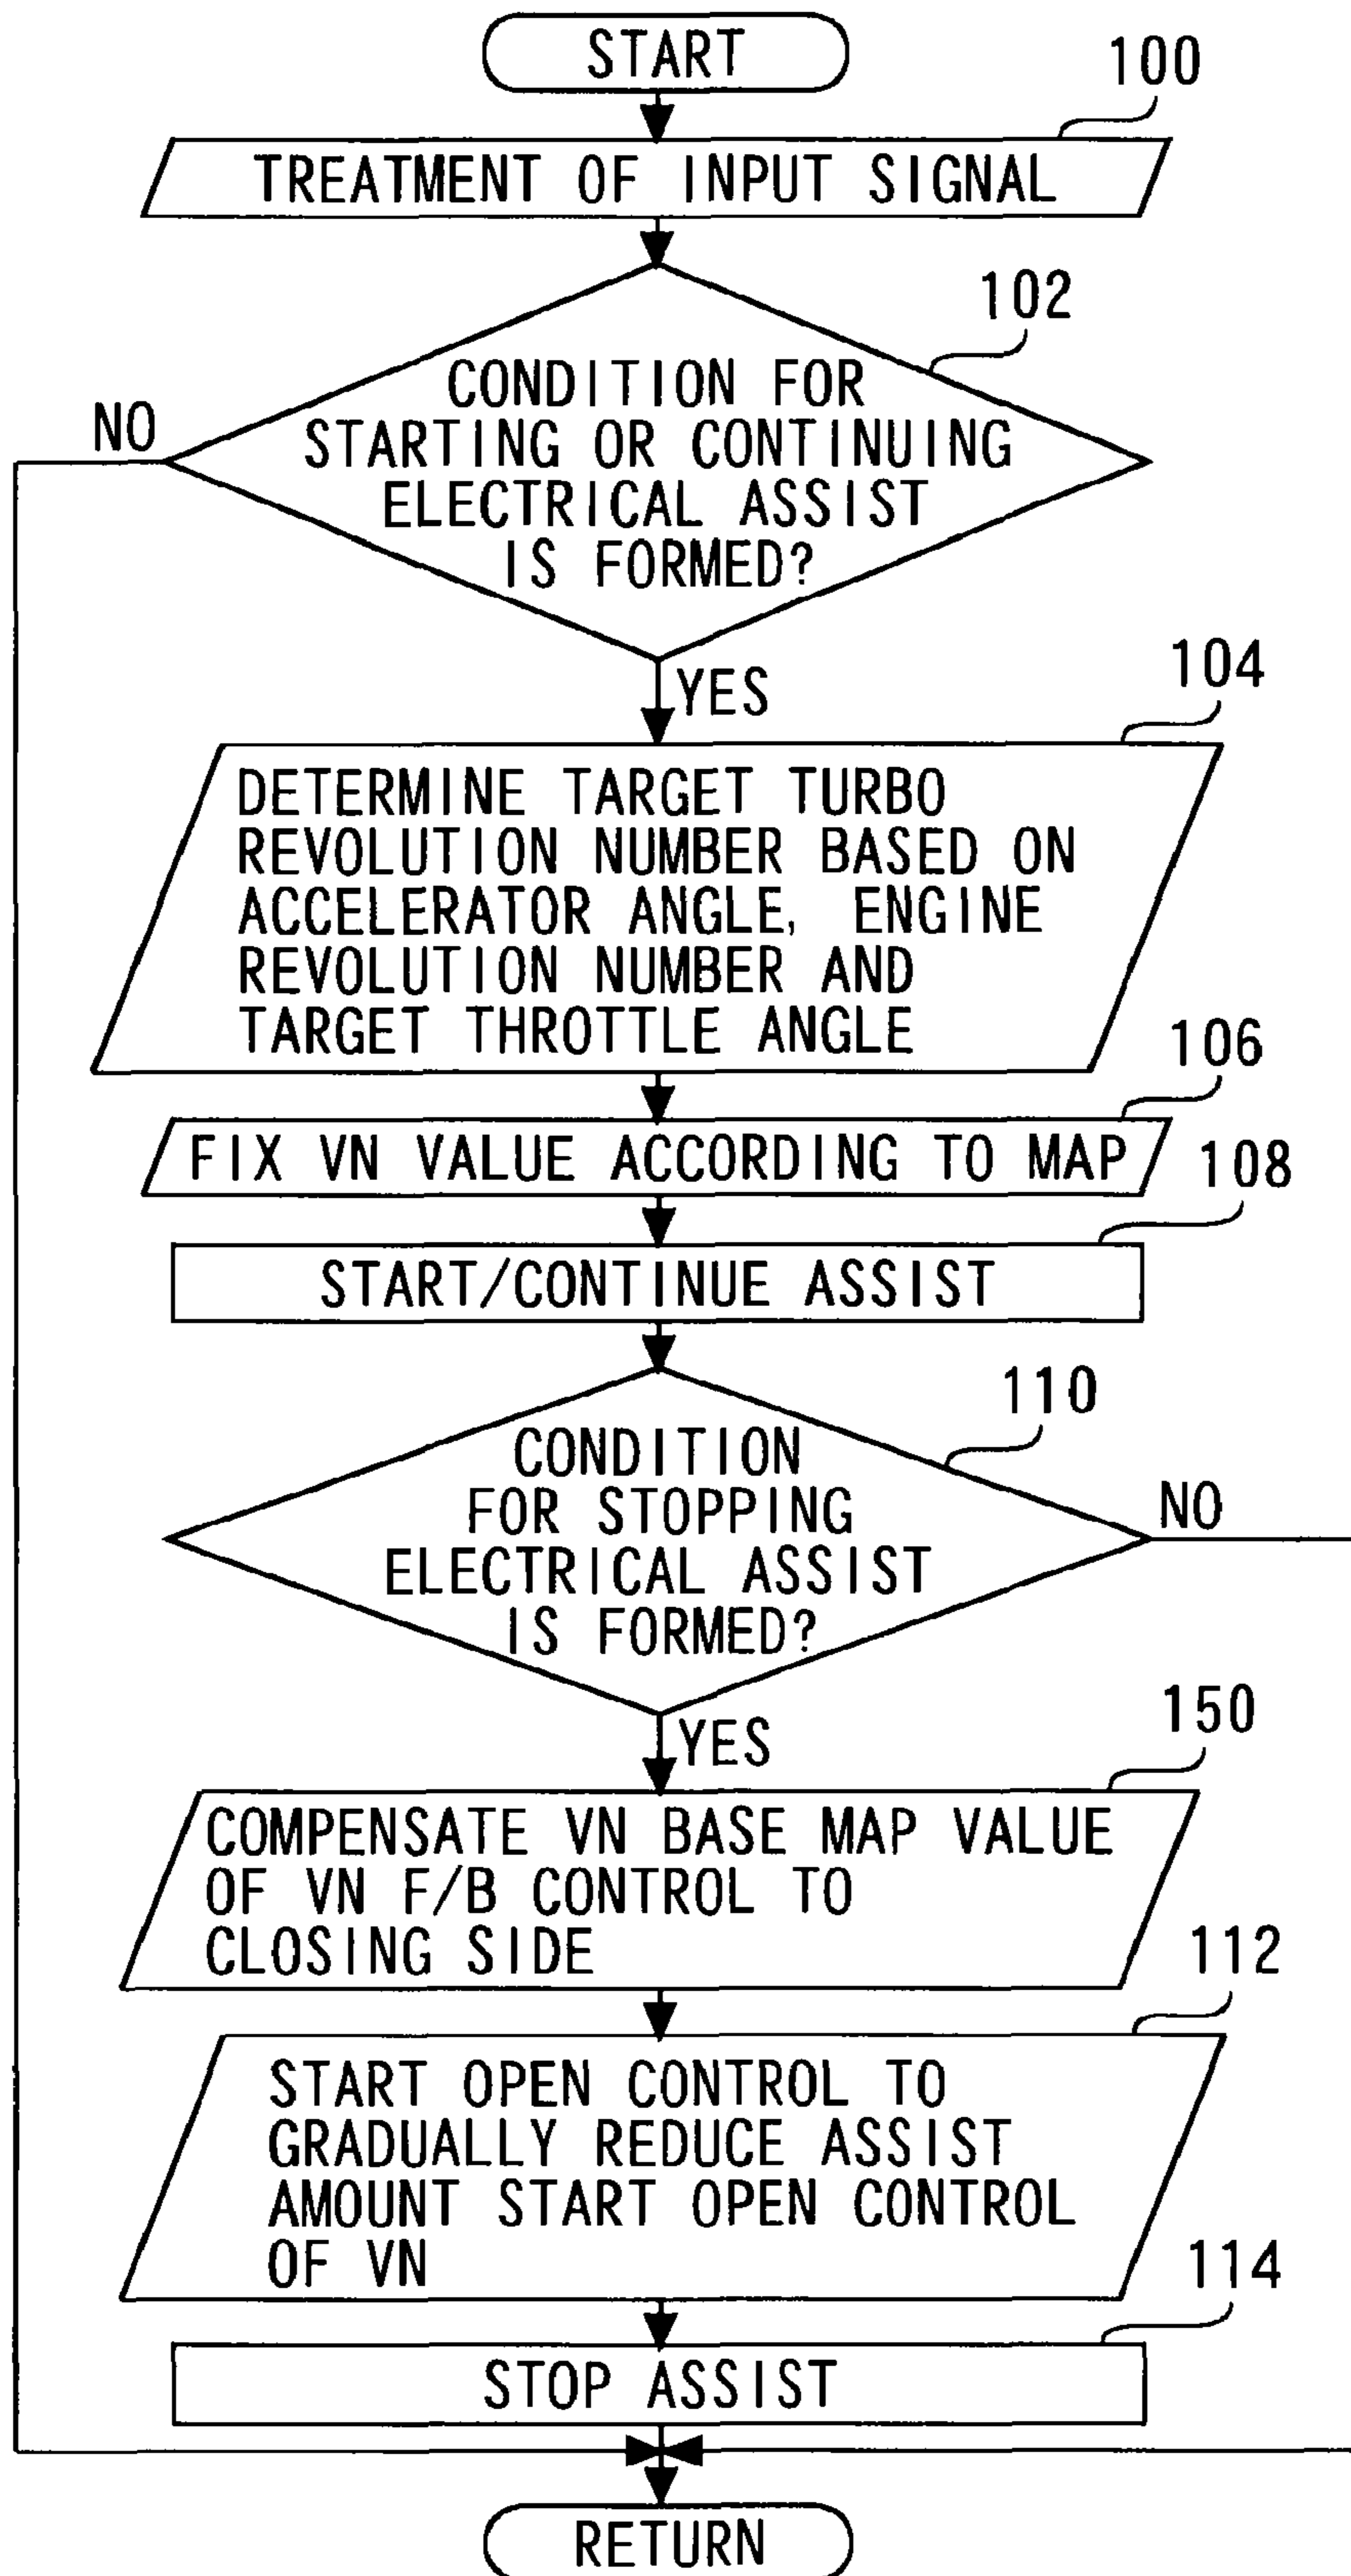 START
100
TREATMENT OF INPUT SIGNAL
102
CONDITION FOR
STARTING OR CONTINUING
ELECTRICAL ASSIST
IS FORMED?
NO
YES
104
DETERMINE TARGET TURBO
REVOLUTION NUMBER BASED ON
ACCELERATOR ANGLE, ENGINE
REVOLUTION NUMBER AND
TARGET THROTTLE ANGLE
106
FIX VN VALUE ACCORDING TO MAP
108
START/CONTINUE ASSIST
110
CONDITION
FOR STOPPING
ELECTRICAL ASSIST
IS FORMED?
NO
YES
150
COMPENSATE VN BASE MAP VALUE
OF VN F/B CONTROL TO
CLOSING SIDE
112
START OPEN CONTROL TO
GRADUALLY REDUCE ASSIST
AMOUNT START OPEN CONTROL
OF VN
114
STOP ASSIST
RETURN